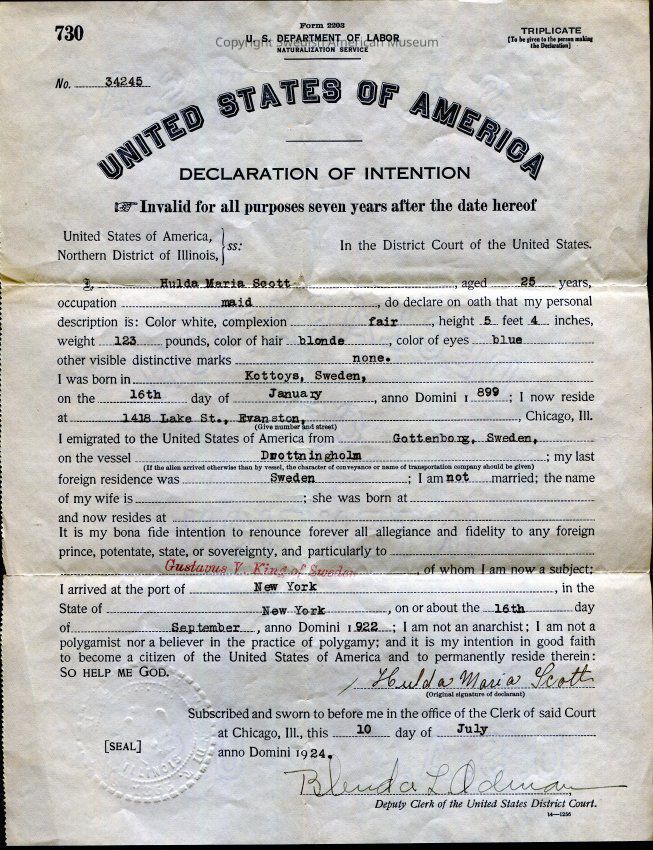 730
Form 2203
U. S. DEPARTMENT OF LABOR
Copyright Swedish American Museum
NATURALIZATION SERVICE
TRIPLICATE
[To be given to the person making
the Declaration]
No. 34245
UNITED STATES OF AMERICA
DECLARATION OF INTENTION
Invalid for all purposes seven years after the date hereof
United States of America,
Northern District of Illinois,
ss:
In the District Court of the United States.
I, Hulda Maria Scott, aged 25 years,
occupation maid, do declare on oath that my personal
description is: Color white, complexion fair, height 5 feet 4 inches,
weight 123 pounds, color of hair blonde, color of eyes blue
other visible distinctive marks none.
I was born in Kottoys, Sweden,
on the 16th day of January, anno Domini 1899; I now reside
at 1418 Lake St., Evanston, Chicago, Ill.
(Give number and street)
I emigrated to the United States of America from Gottenborg, Sweden,
on the vessel Drottningholm; my last
(If the alien arrived otherwise than by vessel, the character of conveyance or name of transportation company should be given)
foreign residence was Sweden; I am not married; the name
of my wife is; she was born at
and now resides at
It is my bona fide intention to renounce forever all allegiance and fidelity to any foreign
prince, potentate, state, or sovereignty, and particularly to
Gustavus V, King of Sweden, of whom I am now a subject;
I arrived at the port of New York, in the
State of New York, on or about the 16th day
of September, anno Domini 1922; I am not an anarchist; I am not a
polygamist nor a believer in the practice of polygamy; and it is my intention in good faith
to become a citizen of the United States of America and to permanently reside therein:
SO HELP ME GOD.
Hulda Maria Scott
(Original signature of declarant)
Subscribed and sworn to before me in the office of the Clerk of said Court
at Chicago, Ill., this 10 day of July
[SEAL]
anno Domini 1924.
ILLINOIS
Blenda L Odman
Deputy Clerk of the United States District Court.
14—1256